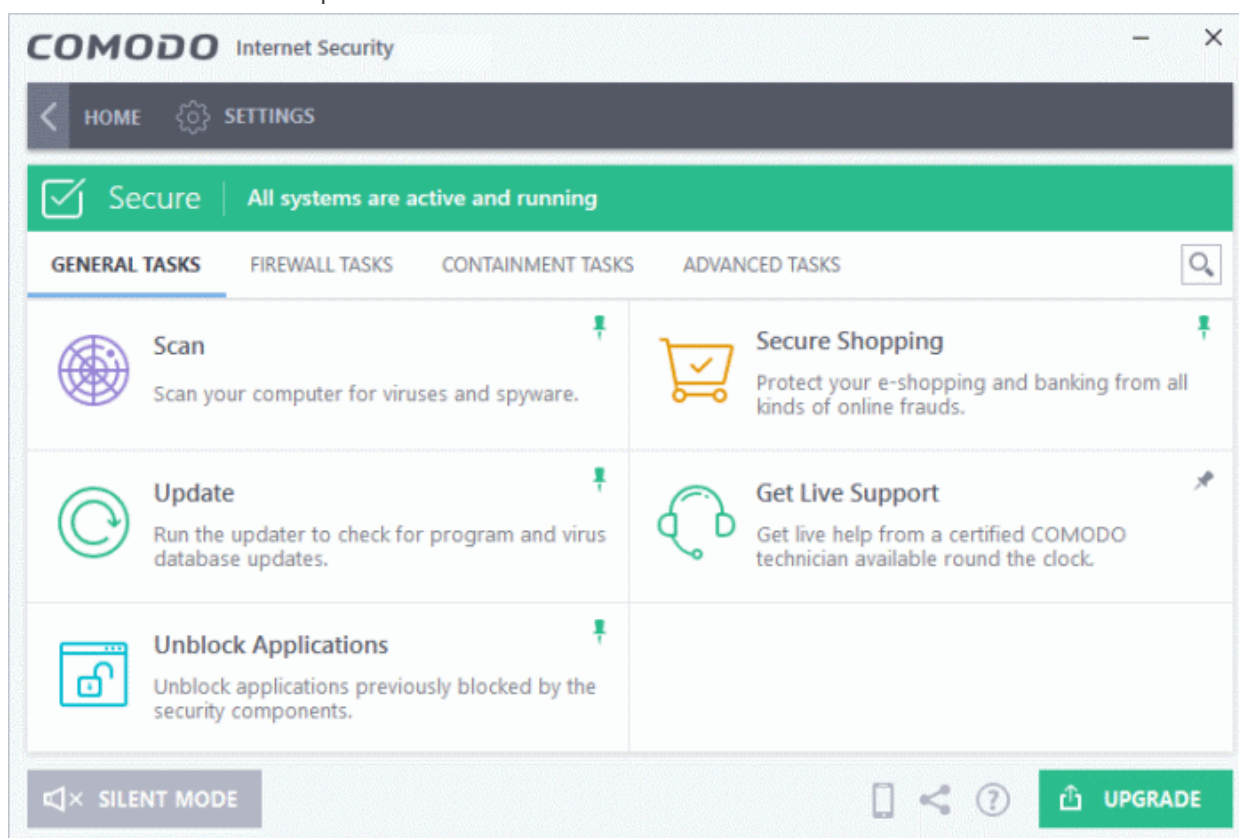 COMODO Internet Security
HOME SETTINGS
Secure All systems are active and running
GENERAL TASKS FIREWALL TASKS CONTAINMENT TASKS ADVANCED TASKS
Scan
Scan your computer for viruses and spyware.
Secure Shopping
Protect your e-shopping and banking from all
kinds of online frauds.
Update
Run the updater to check for program and virus
database updates.
Get Live Support
Get live help from a certified COMODO
technician available round the clock.
Unblock Applications
Unblock applications previously blocked by the
security components.
SILENT MODE
UPGRADE